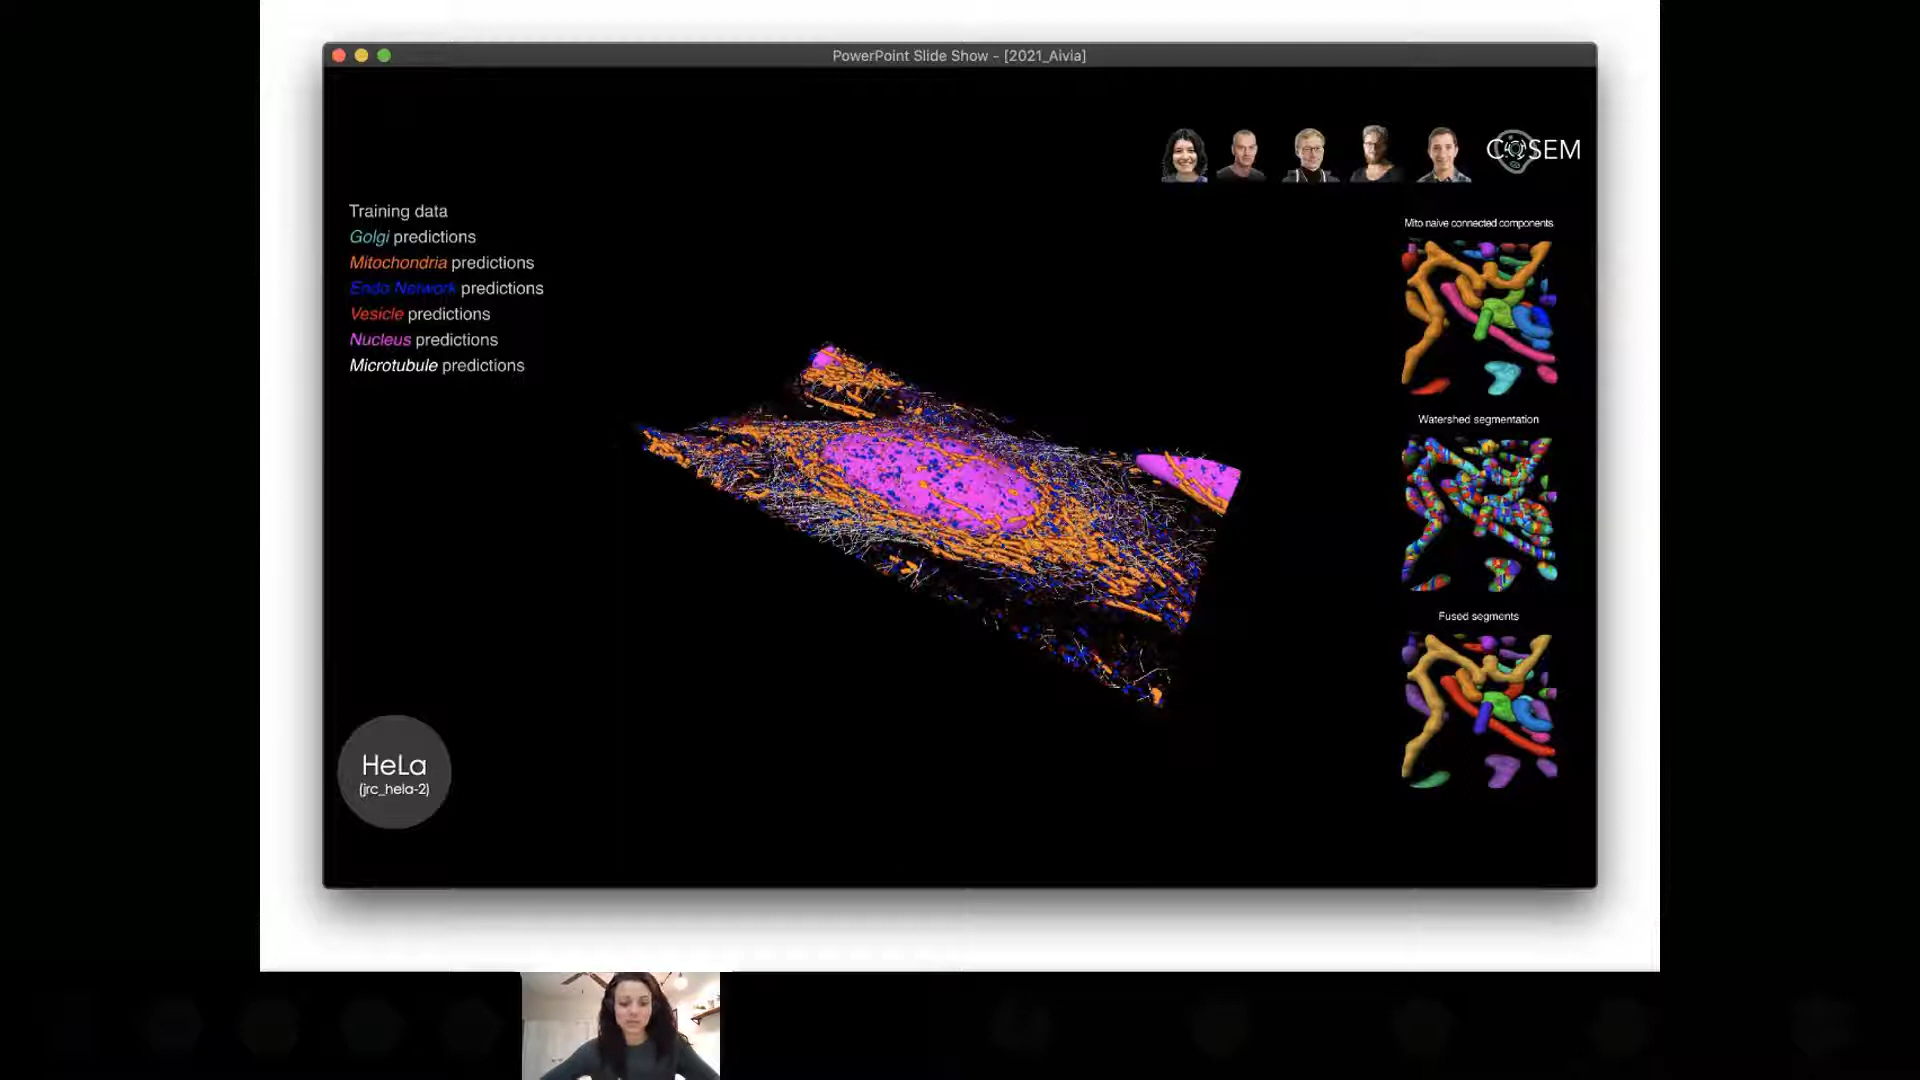 PowerPoint Slide Show - [2021_Aivia]
COSEM
Training data
Golgi predictions
Mitochondria predictions
Endo Network predictions
Vesicle predictions
Nucleus predictions
Microtubule predictions
Mito naive connected components
Watershed segmentation
Fused segments
HeLa
(jrc_hela-2)